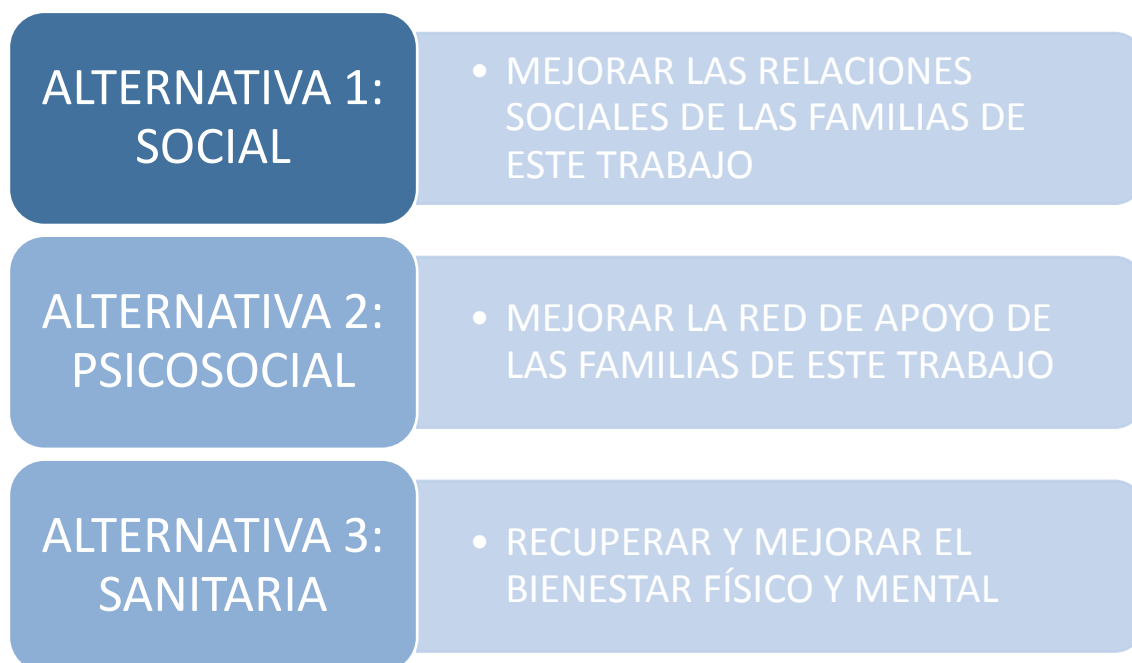 ALTERNATIVA 1:
SOCIAL
• MEJORAR LAS RELACIONES
SOCIALES DE LAS FAMILIAS DE
ESTE TRABAJO
ALTERNATIVA 2:
PSICOSOCIAL
• MEJORAR LA RED DE APOYO DE
LAS FAMILIAS DE ESTE TRABAJO
ALTERNATIVA 3:
SANITARIA
• RECUPERAR Y MEJORAR EL
BIENESTAR FÍSICO Y MENTAL